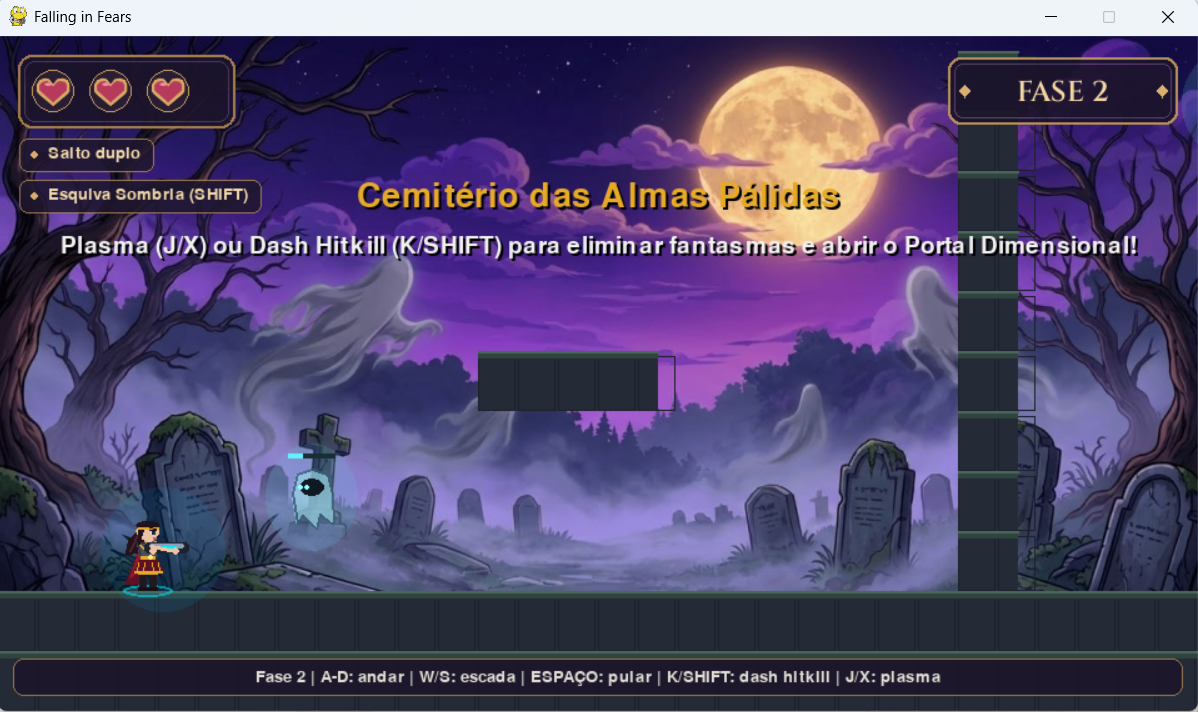 Falling in Fears
FASE 2
Salto duplo
Esquiva Sombria (SHIFT)
Cemitério das Almas Pálidas
Plasma (J/X) ou Dash Hitkill (K/SHIFT) para eliminar fantasmas e abrir o Portal Dimensional!
Fase 2 | A-D: andar | W/S: escada | ESPAÇO: pular | K/SHIFT: dash hitkill | J/X: plasma